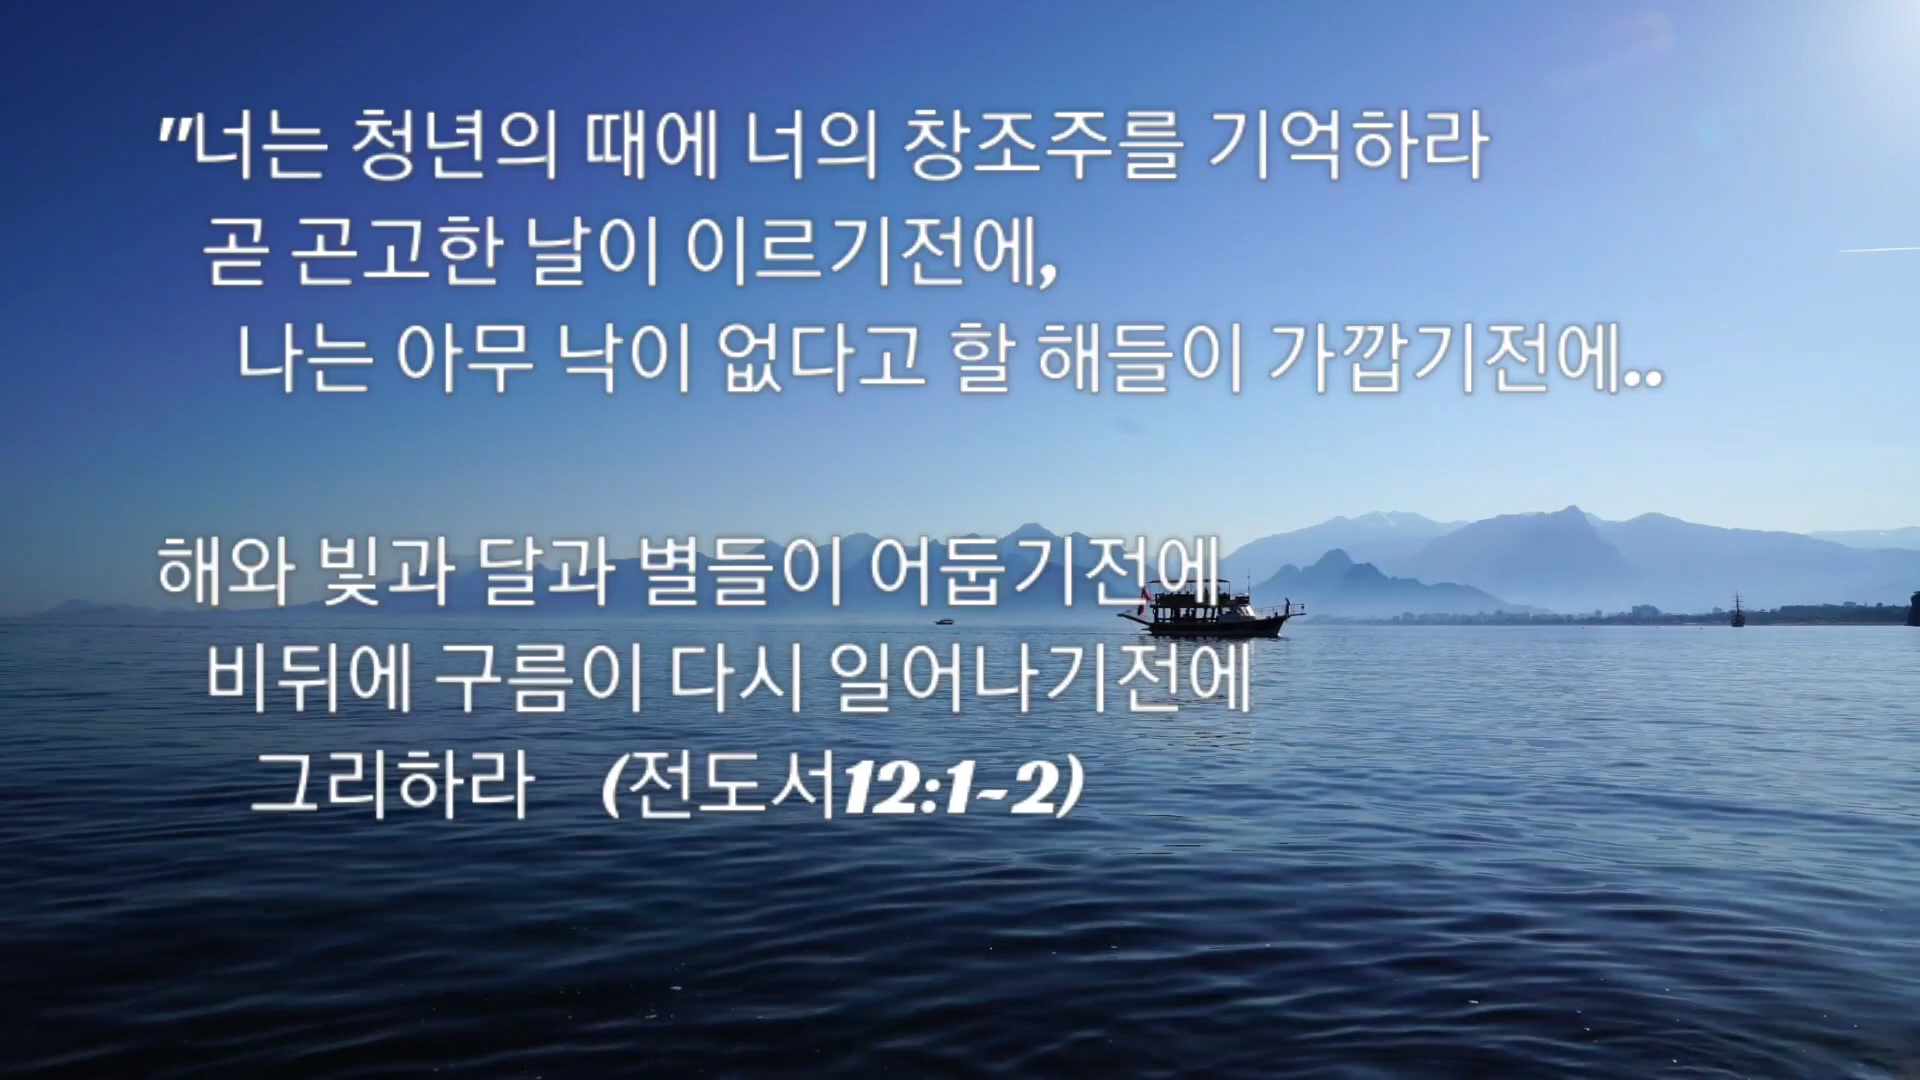 "너는 청년의 때에 너의 창조주를 기억하라
곧 곤고한 날이 이르기전에,
나는 아무 낙이 없다고 할 해들이 가깝기전에..
해와 빛과 달과 별들이 어둡기전에
비뒤에 구름이 다시 일어나기전에
그리하라 (전도서12:1~2)